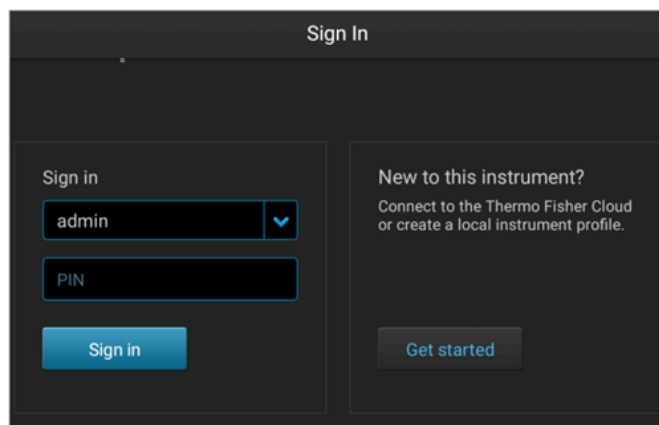 Sign In
Sign in
admin
PIN
Sign in
New to this instrument?
Connect to the Thermo Fisher Cloud
or create a local instrument profile.
Get started